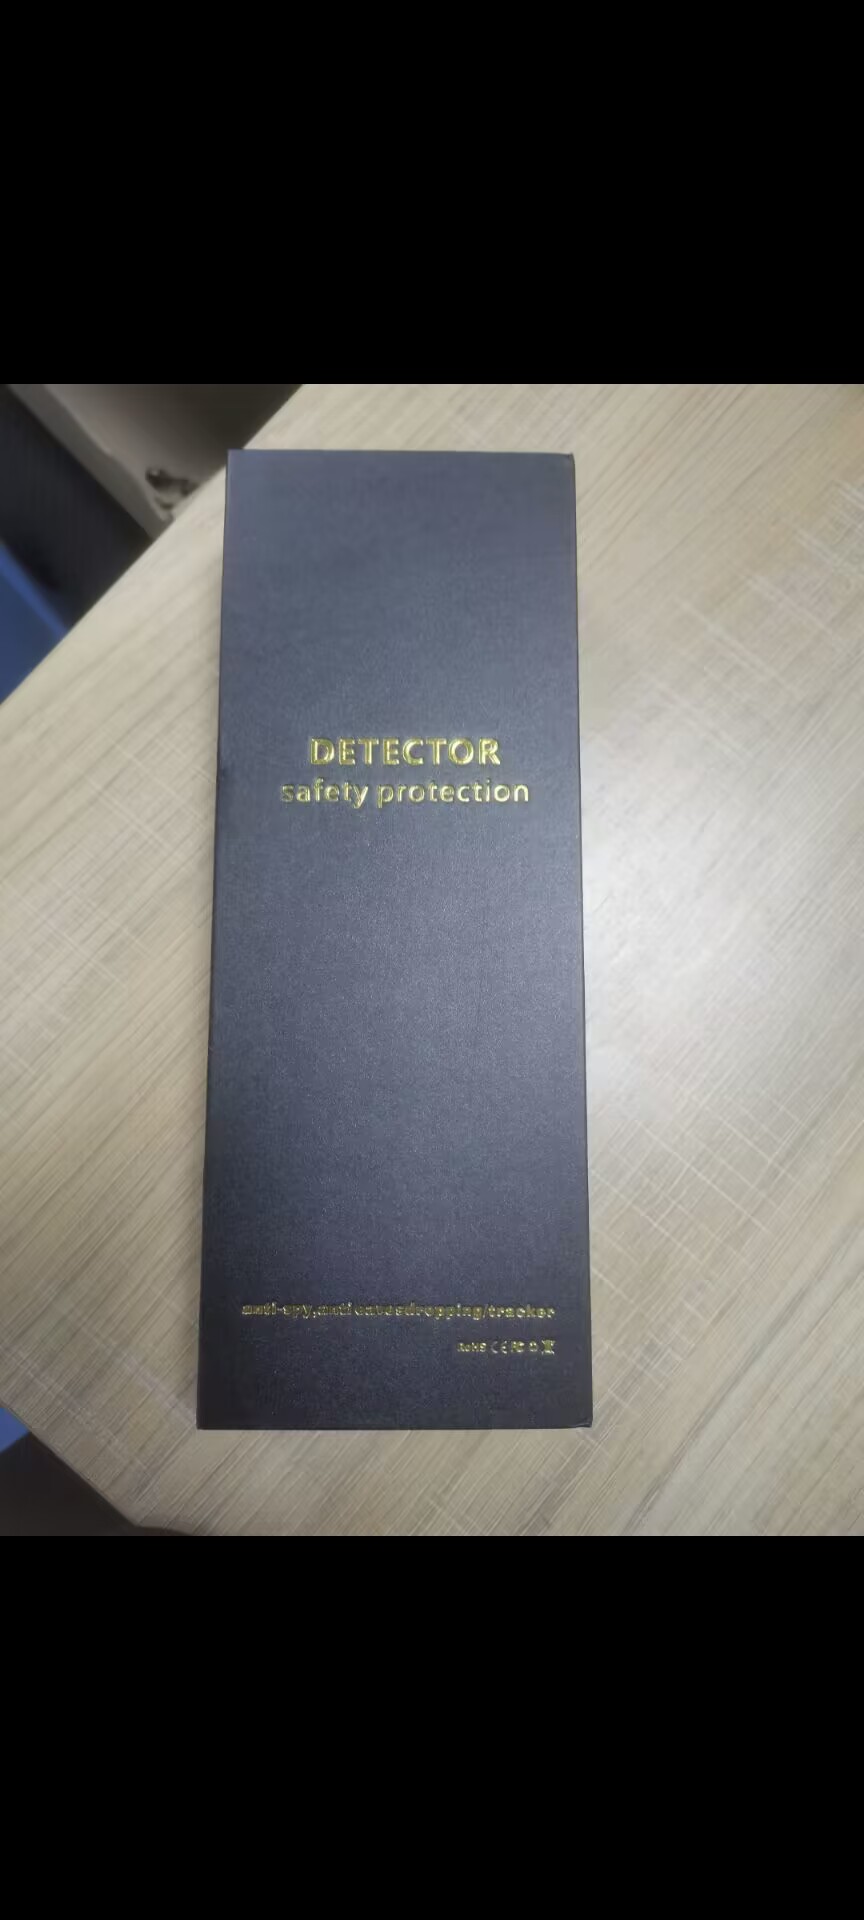 DETECTOR
safety protection
anti-spy,anti eavesdropping/tracker
RoHS CE FC